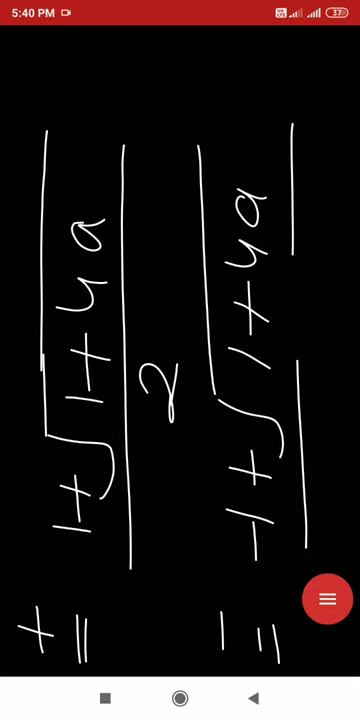 5:40 PM
37
+
= 1+√1+4a
2
-
= -1+√1+4a